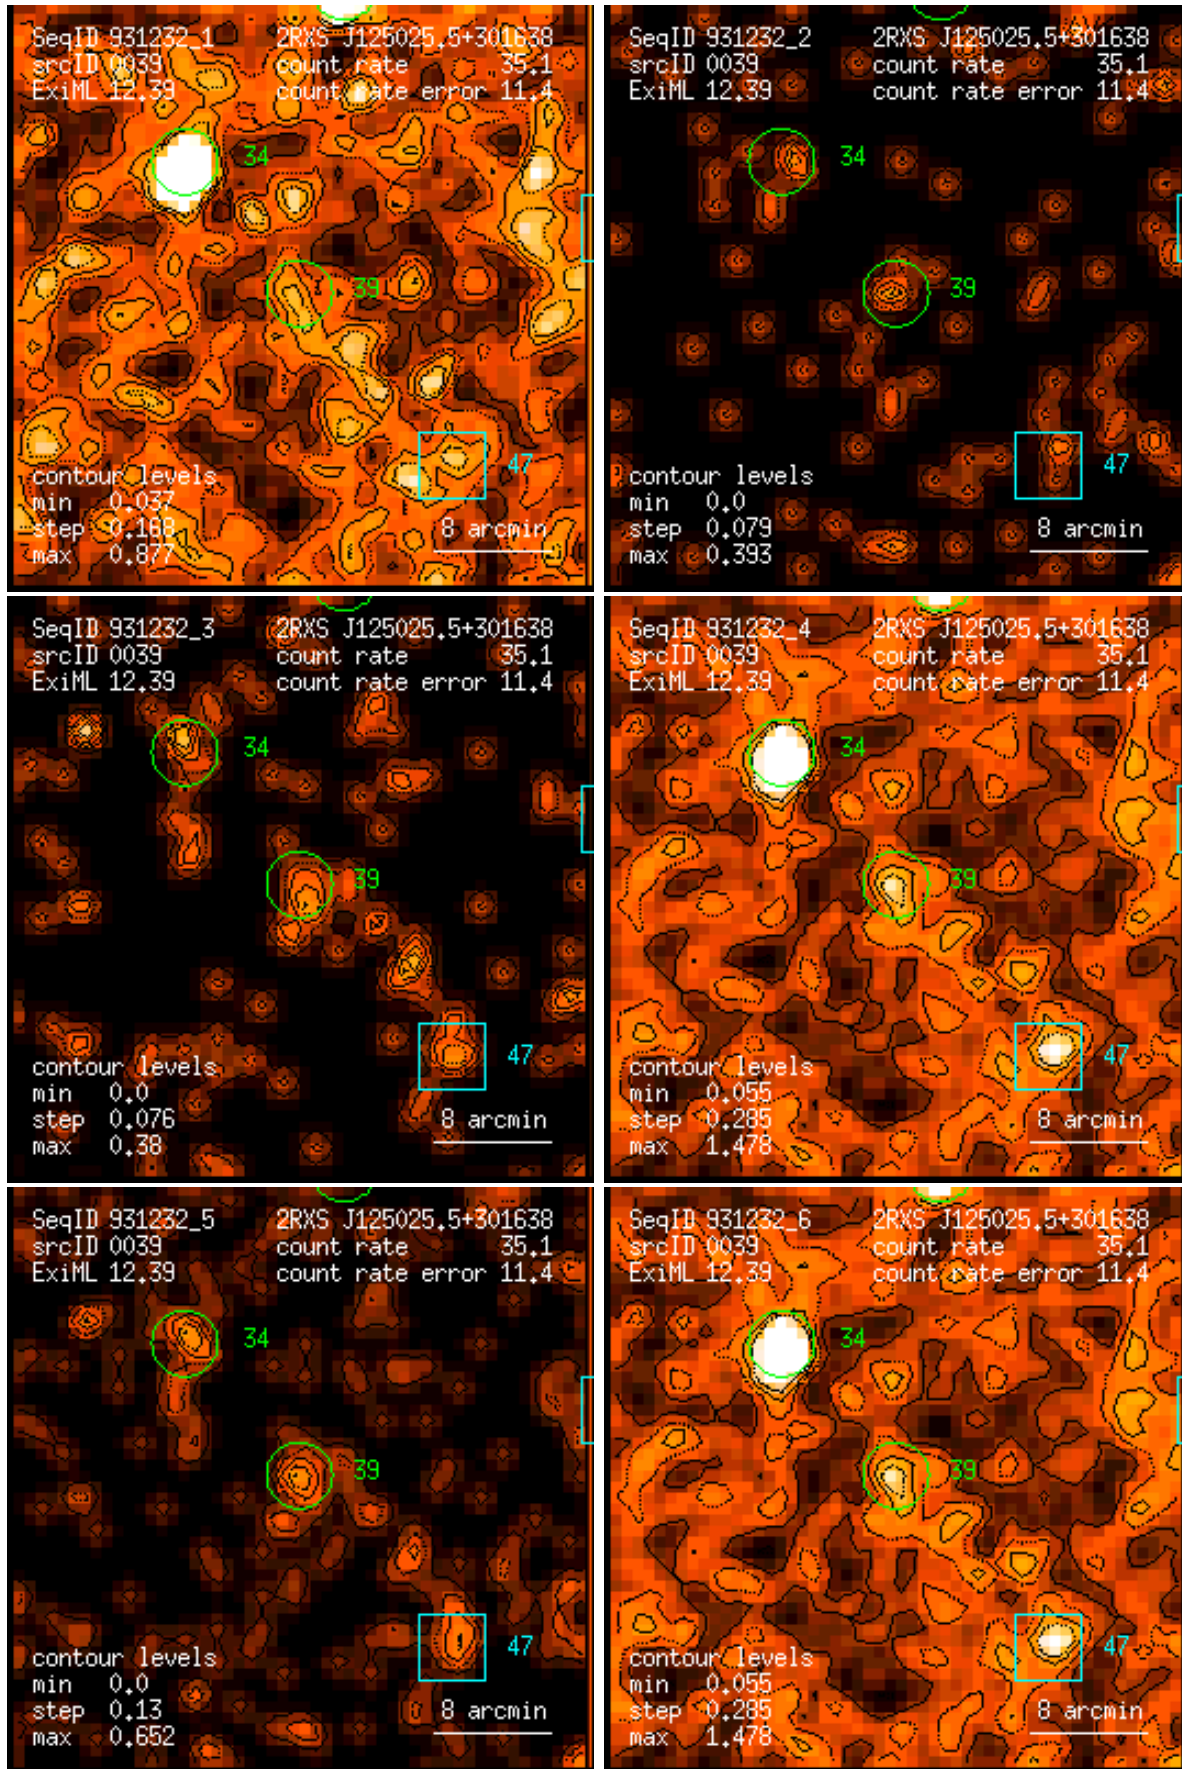 SeqID 931232_1 2RXS J125025.5+301638
srcID 0039 count rate 35.1
ExiML 12.39 count rate error 11.4
34
39
47
contour levels
min 0.037
step 0.168 8 arcmin
max 0.877
SeqID 931232_2 2RXS J125025.5+301638
srcID 0039 count rate 35.1
ExiML 12.39 count rate error 11.4
34
39
47
contour levels
min 0.0
step 0.079 8 arcmin
max 0.393
SeqID 931232_3 2RXS J125025.5+301638
srcID 0039 count rate 35.1
ExiML 12.39 count rate error 11.4
34
39
47
contour levels
min 0.0
step 0.076 8 arcmin
max 0.38
SeqID 931232_4 2RXS J125025.5+301638
srcID 0039 count rate 35.1
ExiML 12.39 count rate error 11.4
34
39
47
contour levels
min 0.055
step 0.285 8 arcmin
max 1.478
SeqID 931232_5 2RXS J125025.5+301638
srcID 0039 count rate 35.1
ExiML 12.39 count rate error 11.4
34
39
47
contour levels
min 0.0
step 0.13 8 arcmin
max 0.652
SeqID 931232_6 2RXS J125025.5+301638
srcID 0039 count rate 35.1
ExiML 12.39 count rate error 11.4
34
39
47
contour levels
min 0.055
step 0.285 8 arcmin
max 1.478